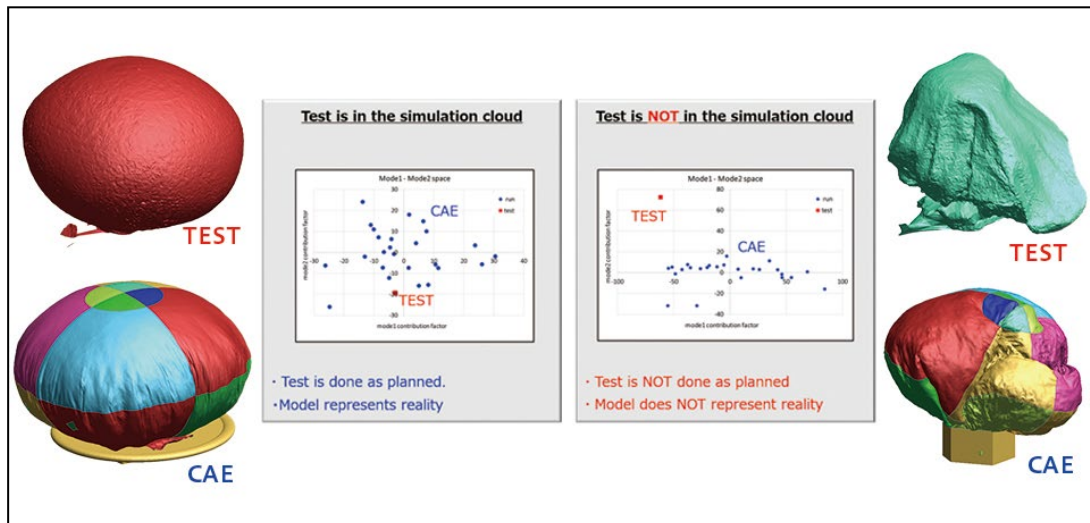 TEST
CAE
Test is in the simulation cloud
Mode1 - Mode2 space
mode2 contribution factor
30
20
10
0
-10
-20
-30
-30
-20
-10
0
10
20
30
40
run
test
CAE
TEST
mode1 contribution factor
· Test is done as planned.
· Model represents reality
Test is NOT in the simulation cloud
Mode1 - Mode2 space
mode2 contribution factor
80
60
40
20
0
-20
-40
-100
-50
0
50
100
run
test
TEST
CAE
mode1 contribution factor
· Test is NOT done as planned
· Model does NOT represent reality
TEST
CAE